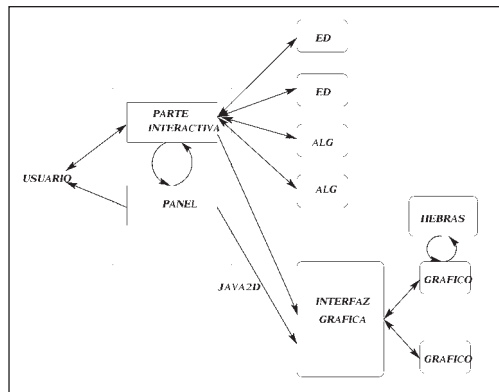 ED
ED
PARTE
INTERACTIVA
ALG
USUARIO
ALG
PANEL
HEBRAS
JAVA2D
INTERFAZ
GRAFICA
GRAFICO
GRAFICO